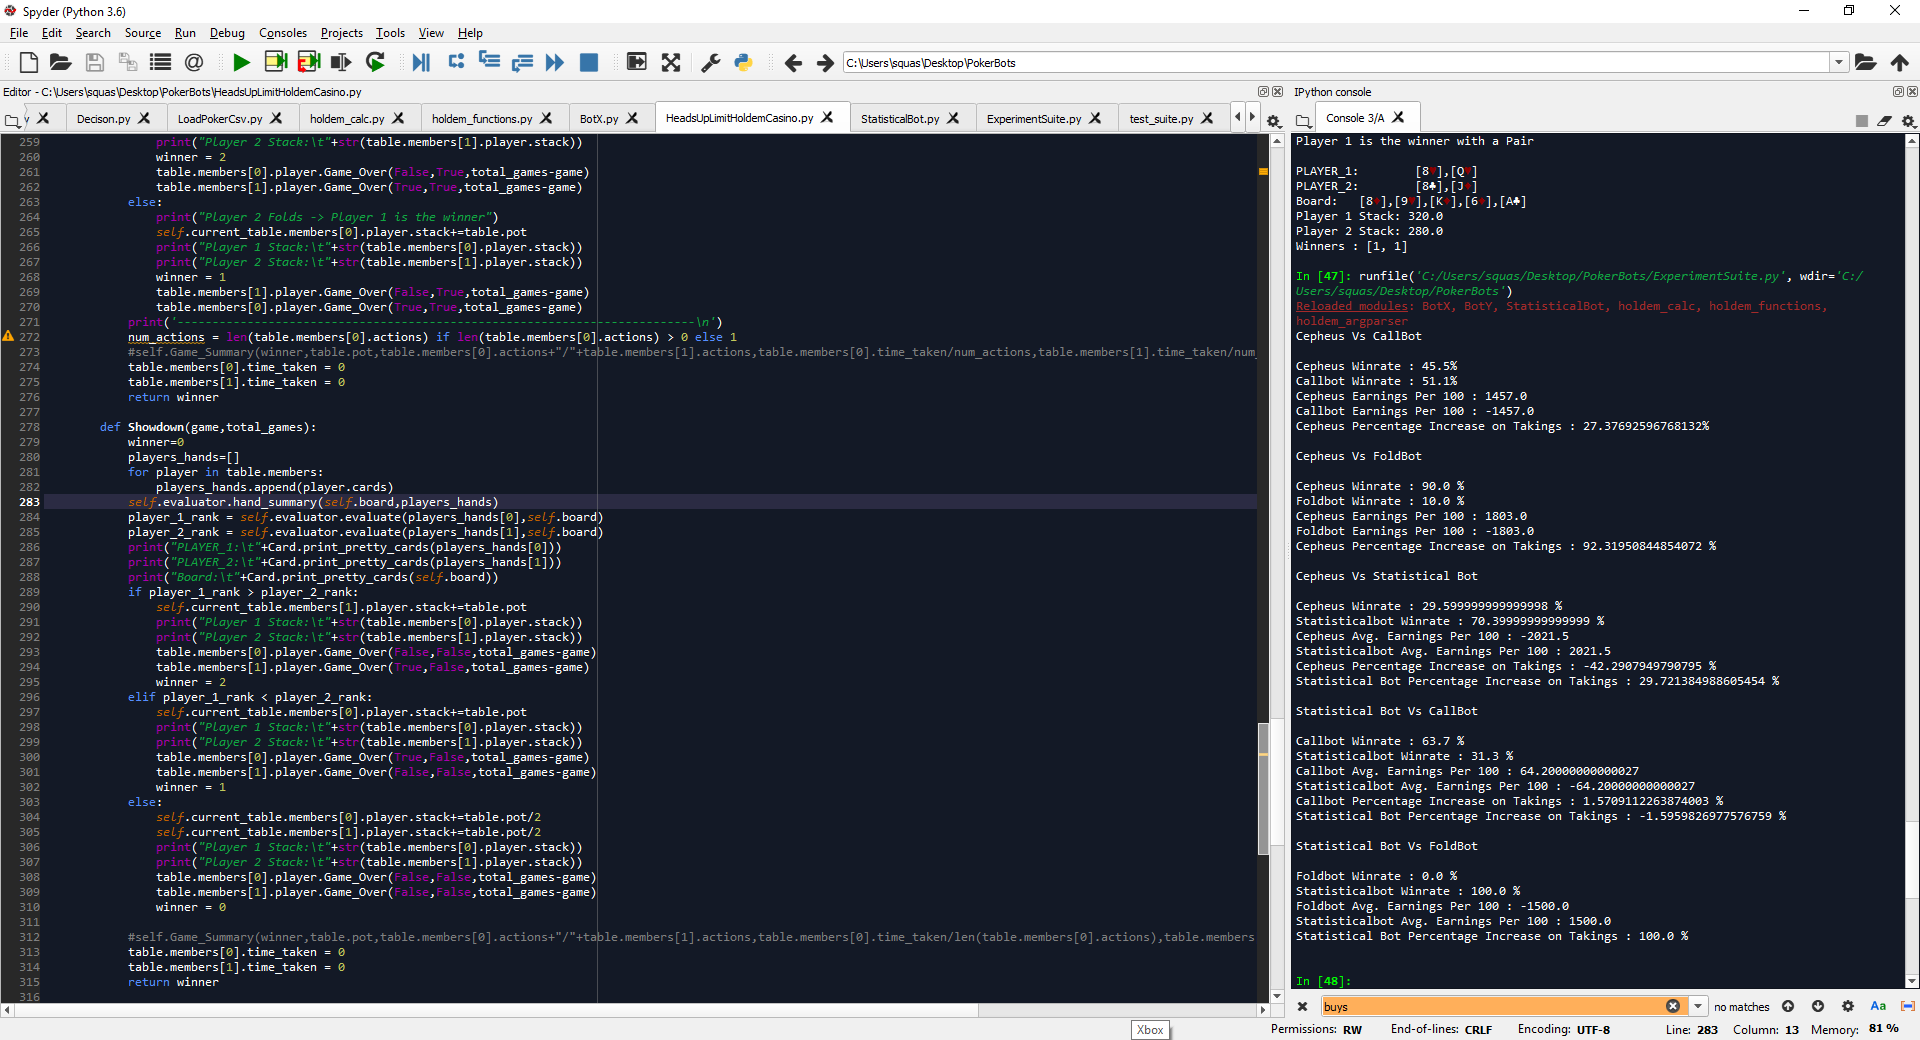 Spyder (Python 3.6)
File Edit Search Source Run Debug Consoles Projects Tools View Help
C:\Users\squas\Desktop\PokerBots
Editor - C:\Users\squas\Desktop\PokerBots\HeadsUpLimitHoldemCasino.py
Decison.py LoadPokerCsv.py holdem_calc.py holdem_functions.py BotX.py HeadsUpLimitHoldemCasino.py StatisticalBot.py ExperimentSuite.py test_suite.py
259 print("Player 2 Stack:\t"+str(table.members[1].player.stack))
260 winner = 2
261 table.members[0].player.Game_Over(False,True,total_games-game)
262 table.members[1].player.Game_Over(True,True,total_games-game)
263 else:
264 print("Player 2 Folds -> Player 1 is the winner")
265 self.current_table.members[0].player.stack+=table.pot
266 print("Player 1 Stack:\t"+str(table.members[0].player.stack))
267 print("Player 2 Stack:\t"+str(table.members[1].player.stack))
268 winner = 1
269 table.members[1].player.Game_Over(False,True,total_games-game)
270 table.members[0].player.Game_Over(True,True,total_games-game)
271 print('--------------------------------------------------------------------------\n')
272 num_actions = len(table.members[0].actions) if len(table.members[0].actions) > 0 else 1
273 #self.Game_Summary(winner,table.pot,table.members[0].actions+"/"+table.members[1].actions,table.members[0].time_taken/num_actions,table.members[1].time_taken/num_
274 table.members[0].time_taken = 0
275 table.members[1].time_taken = 0
276 return winner
277
278 def Showdown(game,total_games):
279 winner=0
280 players_hands=[]
281 for player in table.members:
282 players_hands.append(player.cards)
283 self.evaluator.hand_summary(self.board,players_hands)
284 player_1_rank = self.evaluator.evaluate(players_hands[0],self.board)
285 player_2_rank = self.evaluator.evaluate(players_hands[1],self.board)
286 print("PLAYER_1:\t"+Card.print_pretty_cards(players_hands[0]))
287 print("PLAYER_2:\t"+Card.print_pretty_cards(players_hands[1]))
288 print("Board:\t"+Card.print_pretty_cards(self.board))
289 if player_1_rank > player_2_rank:
290 self.current_table.members[1].player.stack+=table.pot
291 print("Player 1 Stack:\t"+str(table.members[0].player.stack))
292 print("Player 2 Stack:\t"+str(table.members[1].player.stack))
293 table.members[0].player.Game_Over(False,False,total_games-game)
294 table.members[1].player.Game_Over(True,False,total_games-game)
295 winner = 2
296 elif player_1_rank < player_2_rank:
297 self.current_table.members[0].player.stack+=table.pot
298 print("Player 1 Stack:\t"+str(table.members[0].player.stack))
299 print("Player 2 Stack:\t"+str(table.members[1].player.stack))
300 table.members[0].player.Game_Over(True,False,total_games-game)
301 table.members[1].player.Game_Over(False,False,total_games-game)
302 winner = 1
303 else:
304 self.current_table.members[0].player.stack+=table.pot/2
305 self.current_table.members[1].player.stack+=table.pot/2
306 print("Player 1 Stack:\t"+str(table.members[0].player.stack))
307 print("Player 2 Stack:\t"+str(table.members[1].player.stack))
308 table.members[0].player.Game_Over(False,False,total_games-game)
309 table.members[1].player.Game_Over(False,False,total_games-game)
310 winner = 0
311
312 #self.Game_Summary(winner,table.pot,table.members[0].actions+"/"+table.members[1].actions,table.members[0].time_taken/len(table.members[0].actions),table.members
313 table.members[0].time_taken = 0
314 table.members[1].time_taken = 0
315 return winner
316
IPython console
Console 3/A
Player 1 is the winner with a Pair
PLAYER_1: [8♥],[Q♥]
PLAYER_2: [8♣],[J♦]
Board: [8♦],[9♥],[K♦],[6♦],[A♣]
Player 1 Stack: 320.0
Player 2 Stack: 280.0
Winners : [1, 1]
In [47]: runfile('C:/Users/squas/Desktop/PokerBots/ExperimentSuite.py', wdir='C:/
Users/squas/Desktop/PokerBots')
Reloaded modules: BotX, BotY, StatisticalBot, holdem_calc, holdem_functions,
holdem_argparser
Cepheus Vs CallBot
Cepheus Winrate : 45.5%
Callbot Winrate : 51.1%
Cepheus Earnings Per 100 : 1457.0
Callbot Earnings Per 100 : -1457.0
Cepheus Percentage Increase on Takings : 27.37692596768132%
Cepheus Vs FoldBot
Cepheus Winrate : 90.0 %
Foldbot Winrate : 10.0 %
Cepheus Earnings Per 100 : 1803.0
Foldbot Earnings Per 100 : -1803.0
Cepheus Percentage Increase on Takings : 92.31950844854072 %
Cepheus Vs Statistical Bot
Cepheus Winrate : 29.599999999999998 %
Statisticalbot Winrate : 70.39999999999999 %
Cepheus Avg. Earnings Per 100 : -2021.5
Statisticalbot Avg. Earnings Per 100 : 2021.5
Cepheus Percentage Increase on Takings : -42.2907949790795 %
Statistical Bot Percentage Increase on Takings : 29.721384988605454 %
Statistical Bot Vs CallBot
Callbot Winrate : 63.7 %
Statisticalbot Winrate : 31.3 %
Callbot Avg. Earnings Per 100 : 64.20000000000027
Statisticalbot Avg. Earnings Per 100 : -64.20000000000027
Callbot Percentage Increase on Takings : 1.5709112263874003 %
Statistical Bot Percentage Increase on Takings : -1.5959826977576759 %
Statistical Bot Vs FoldBot
Foldbot Winrate : 0.0 %
Statisticalbot Winrate : 100.0 %
Foldbot Avg. Earnings Per 100 : -1500.0
Statisticalbot Avg. Earnings Per 100 : 1500.0
Statistical Bot Percentage Increase on Takings : 100.0 %
In [48]:
buys no matches Aa
Xbox
Permissions: RW End-of-lines: CRLF Encoding: UTF-8 Line: 283 Column: 13 Memory: 81 %